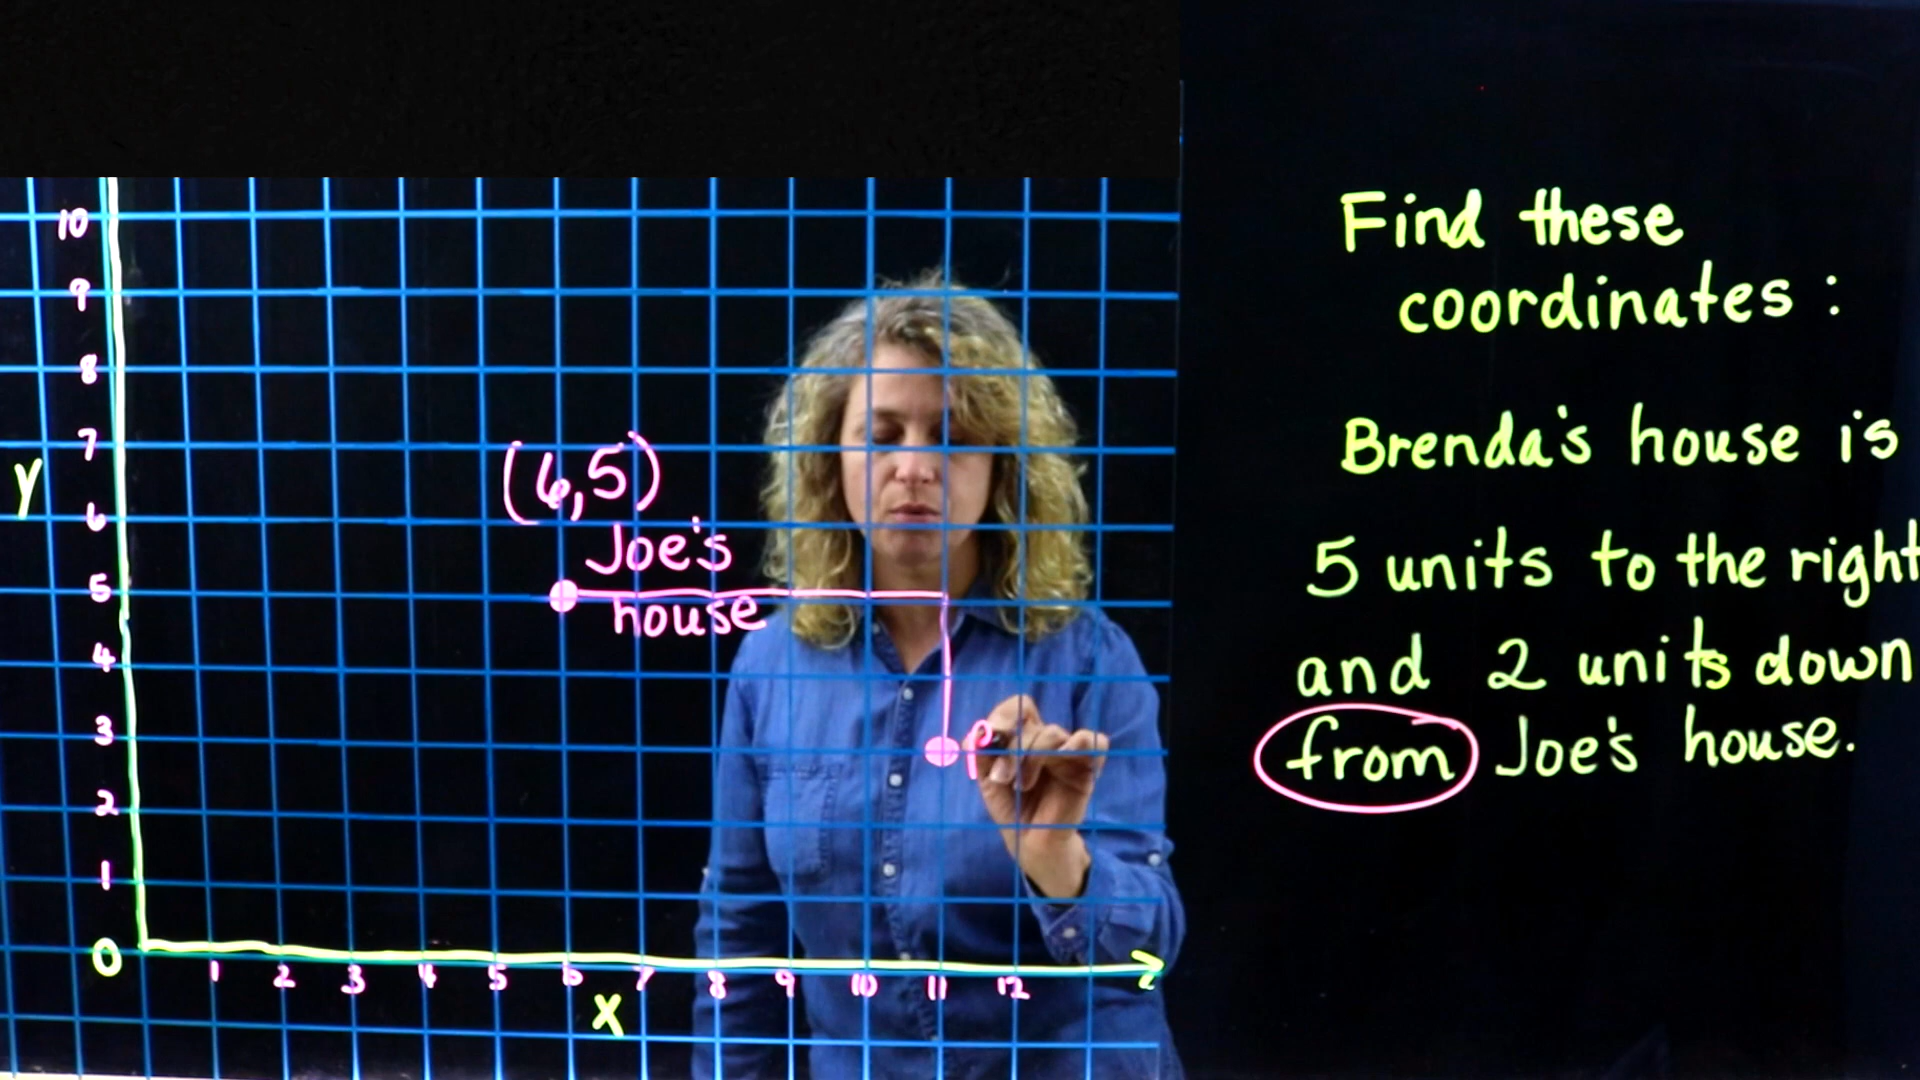 10
9
8
7
y
6
5
4
3
2
1
0
1 2 3 4 5 6 7 8 9 10 11 12
x
(6,5)
Joe's
house
Find these
coordinates:
Brenda's house is
5 units to the right
and 2 units down
from Joe's house.